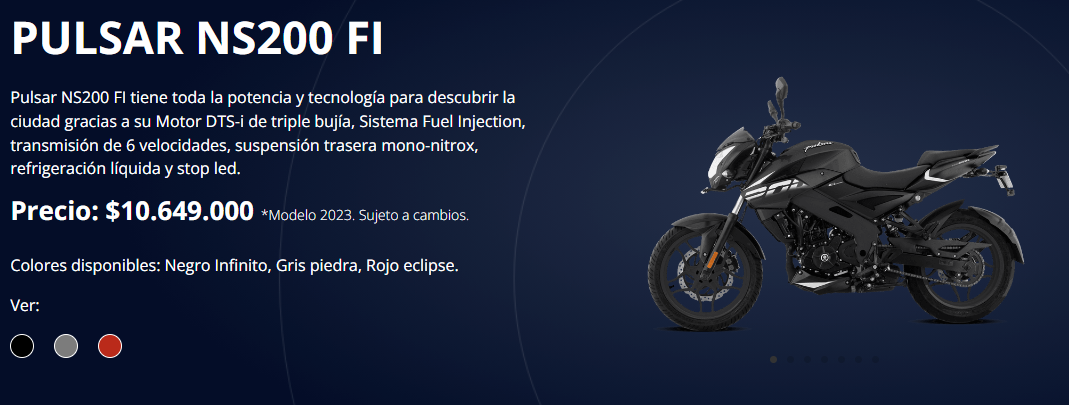 PULSAR NS200 FI
Pulsar NS200 FI tiene toda la potencia y tecnología para descubrir la
ciudad gracias a su Motor DTS-i de triple bujía, Sistema Fuel Injection,
transmisión de 6 velocidades, suspensión trasera mono-nitrox,
refrigeración líquida y stop led.
Precio: $10.649.000 *Modelo 2023. Sujeto a cambios.
Colores disponibles: Negro Infinito, Gris piedra, Rojo eclipse.
Ver:
pulsar